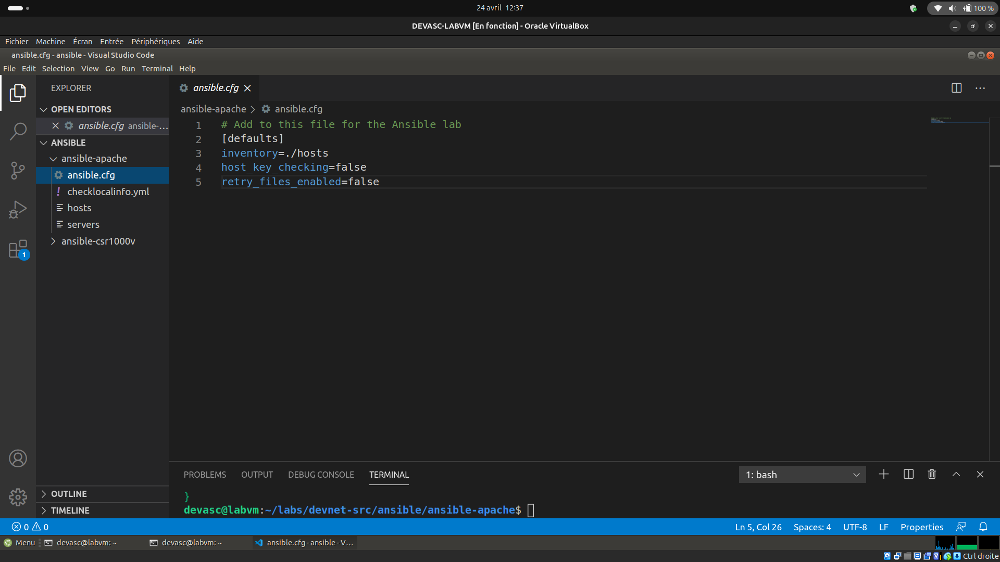 24 avril 12:37
100 %
DEVASC-LABVM [En fonction] - Oracle VirtualBox
Fichier Machine Écran Entrée Périphériques Aide
ansible.cfg - ansible - Visual Studio Code
File Edit Selection View Go Run Terminal Help
EXPLORER
OPEN EDITORS
ansible.cfg ansible-...
ANSIBLE
ansible-apache
ansible.cfg
checklocalinfo.yml
hosts
servers
ansible-csr1000v
1
OUTLINE
TIMELINE
ansible.cfg
ansible-apache > ansible.cfg
1 # Add to this file for the Ansible lab
2 [defaults]
3 inventory=./hosts
4 host_key_checking=false
5 retry_files_enabled=false
PROBLEMS OUTPUT DEBUG CONSOLE TERMINAL
1: bash
}
devasc@labvm:~/labs/devnet-src/ansible/ansible-apache$
0 0
Ln 5, Col 26 Spaces: 4 UTF-8 LF Properties
Menu devasc@labvm: ~ devasc@labvm: ~ ansible.cfg - ansible - V...
Ctrl droite